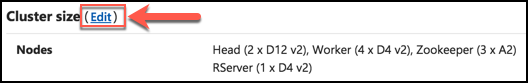 Cluster size (Edit)
Nodes Head (2 x D12 v2), Worker (4 x D4 v2), Zookeeper (3 x A2)
RServer (1 x D4 v2)